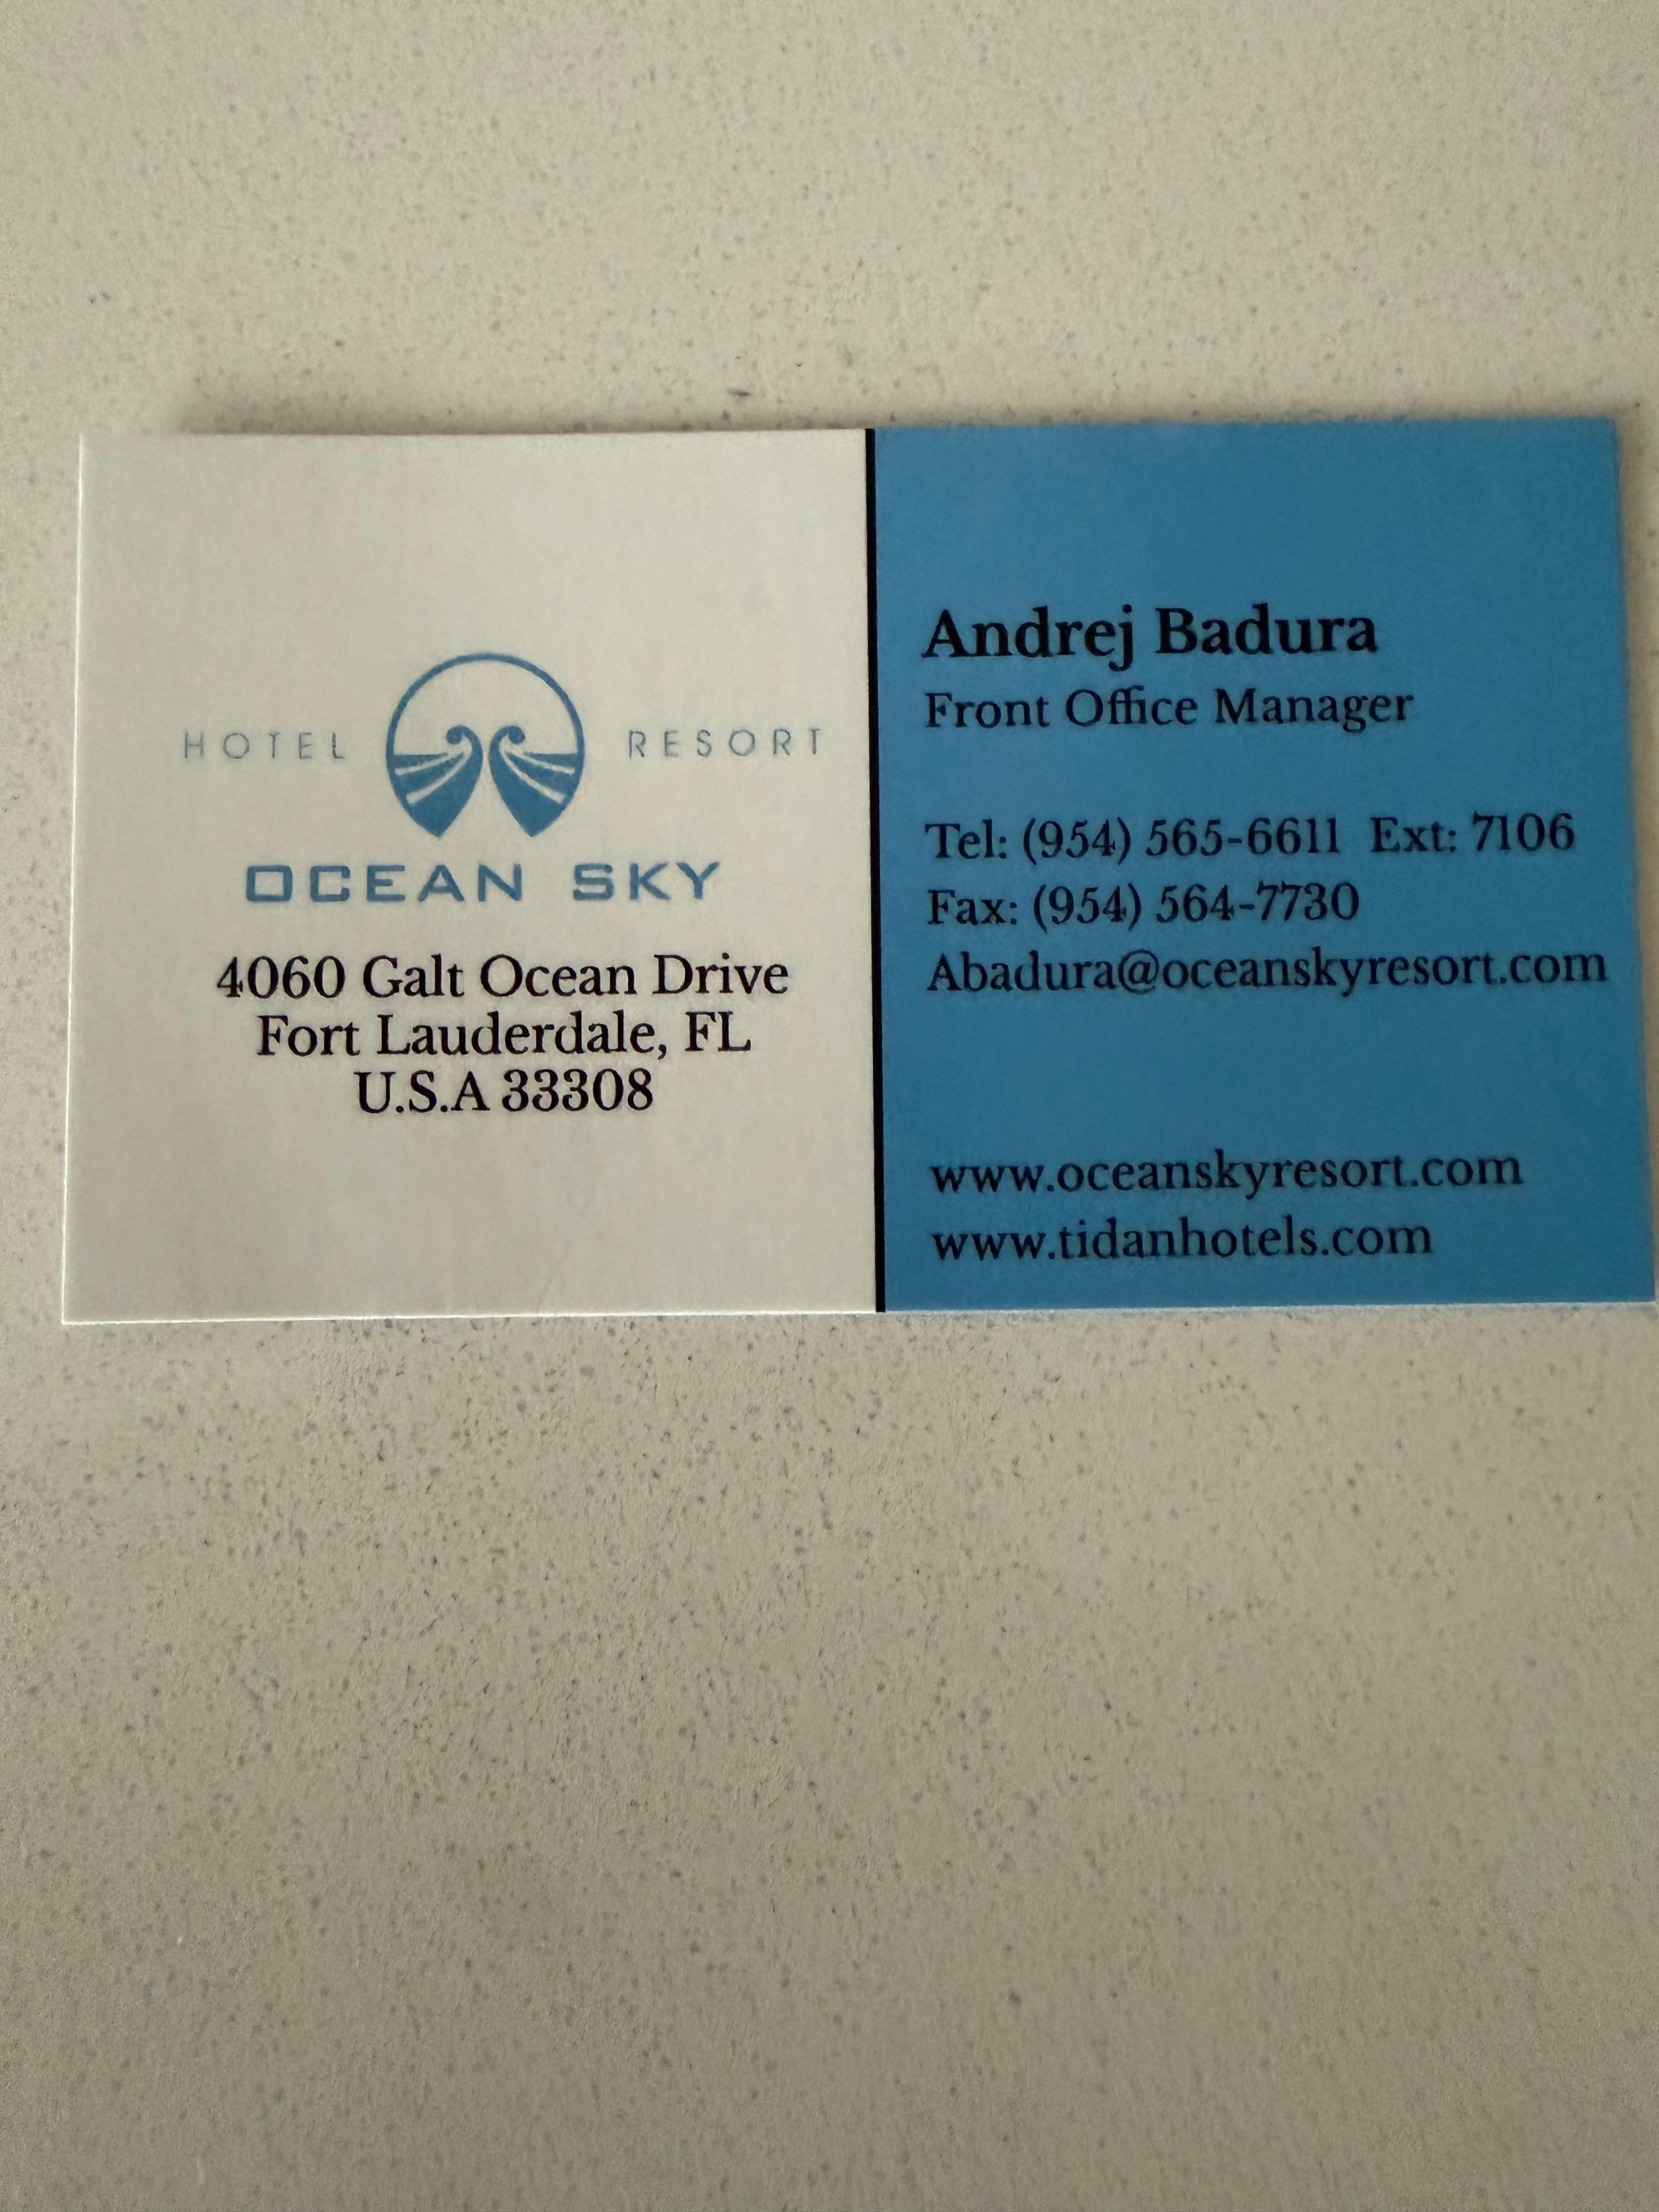 HOTEL RESORT
OCEAN SKY
4060 Galt Ocean Drive
Fort Lauderdale, FL
U.S.A 33308
Andrej Badura
Front Office Manager
Tel: (954) 565-6611 Ext: 7106
Fax: (954) 564-7730
Abadura@oceanskyresort.com
www.oceanskyresort.com
www.tidanhotels.com